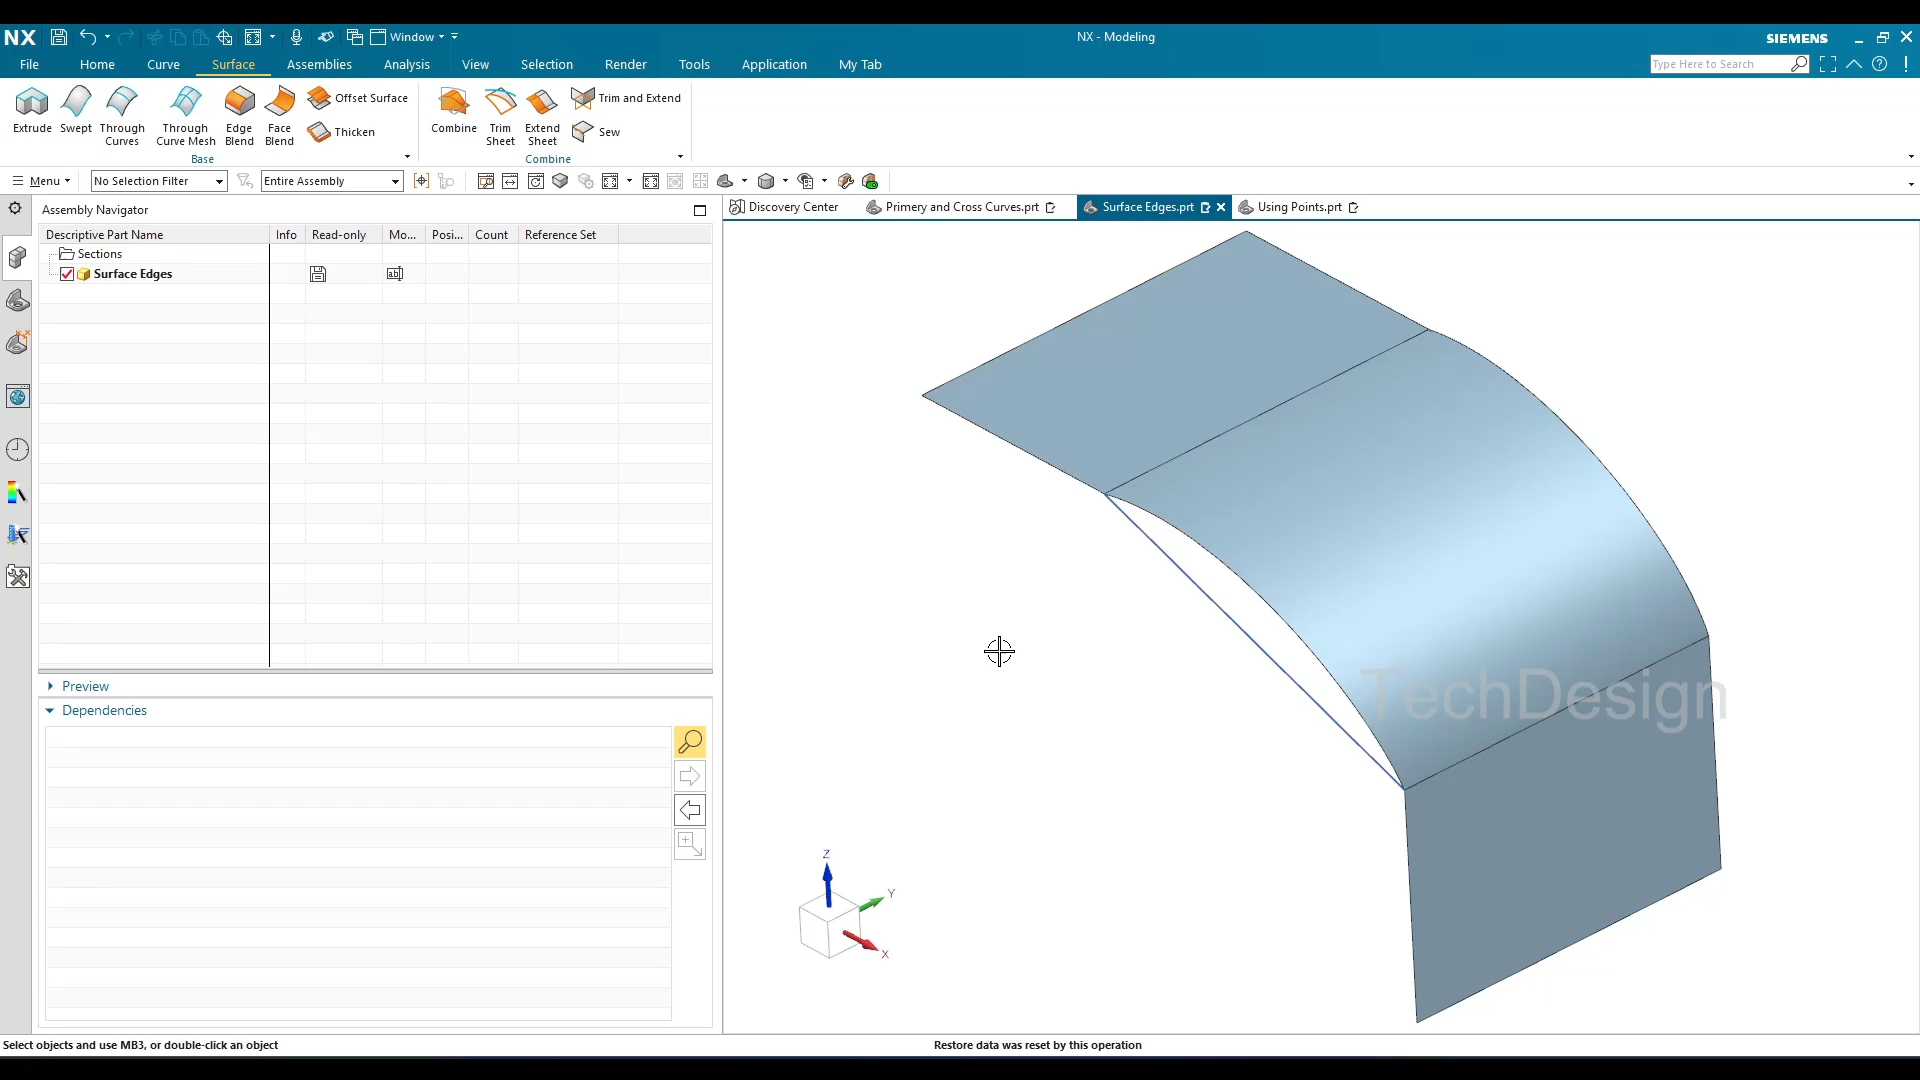 NX
Window
NX - Modeling
SIEMENS
File Home Curve Surface Assemblies Analysis View Selection Render Tools Application My Tab
Type Here to Search
Extrude
Swept
Through
Curves
Through
Curve Mesh
Edge
Blend
Face
Blend
Offset Surface
Thicken
Base
Combine
Trim
Sheet
Extend
Sheet
Trim and Extend
Sew
Combine
Menu
No Selection Filter
Entire Assembly
Assembly Navigator
Discovery Center
Primery and Cross Curves.prt
Surface Edges.prt
Using Points.prt
Descriptive Part Name Info Read-only Mo... Posi... Count Reference Set
Sections
Surface Edges
Preview
Dependencies
TechDesign
Z
Y
X
Select objects and use MB3, or double-click an object
Restore data was reset by this operation